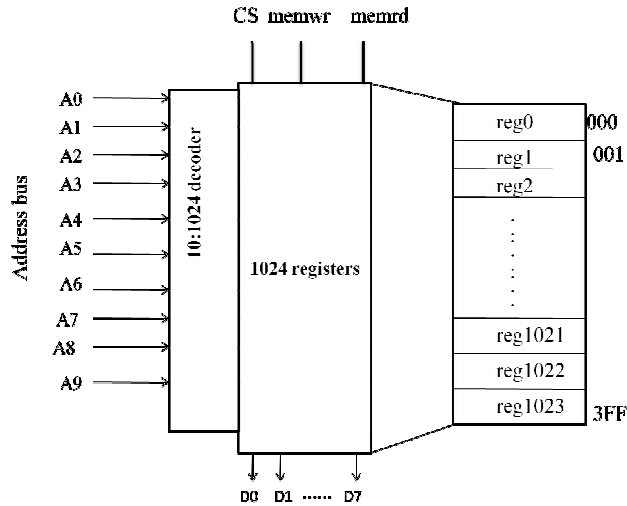 CS memwr memrd
A0
A1
A2
A3
A4
A5
A6
A7
A8
A9
Address bus
10:1024 decoder
1024 registers
reg0 000
reg1 001
reg2
reg1021
reg1022
reg1023 3FF
D0 D1 ...... D7